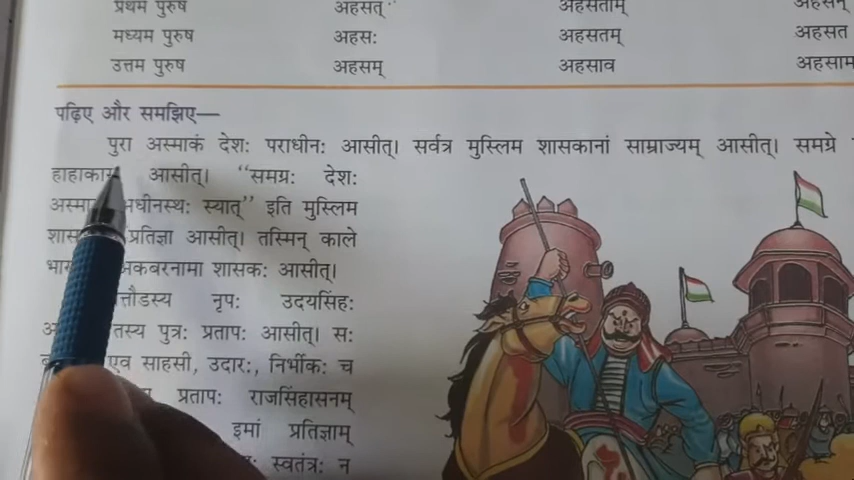 प्रथम पुरुष अहसत् अहसताम् अहसन्
मध्यम पुरुष अहसः अहसतम् अहसत
उत्तम पुरुष अहसम् अहसाव अहसाम
पढ़िए और समझिए—
पुरा अस्माकं देशः पराधीनः आसीत्। सर्वत्र मुस्लिम शासकानां साम्राज्यम् आसीत्। समग्रे
आसीत्। “समग्रः देशः
स्यात्” इति मुस्लिम
प्रतिज्ञा आसीत्। तस्मिन् काले
अकबरनामा शासकः आसीत्।
नृपः उदयसिंहः
तस्य पुत्रः प्रतापः आसीत्। सः
एव साहसी, उदारः, निर्भीकः च
प्रतापः राजसिंहासनम्
इमां प्रतिज्ञाम्
स्वतंत्रः न